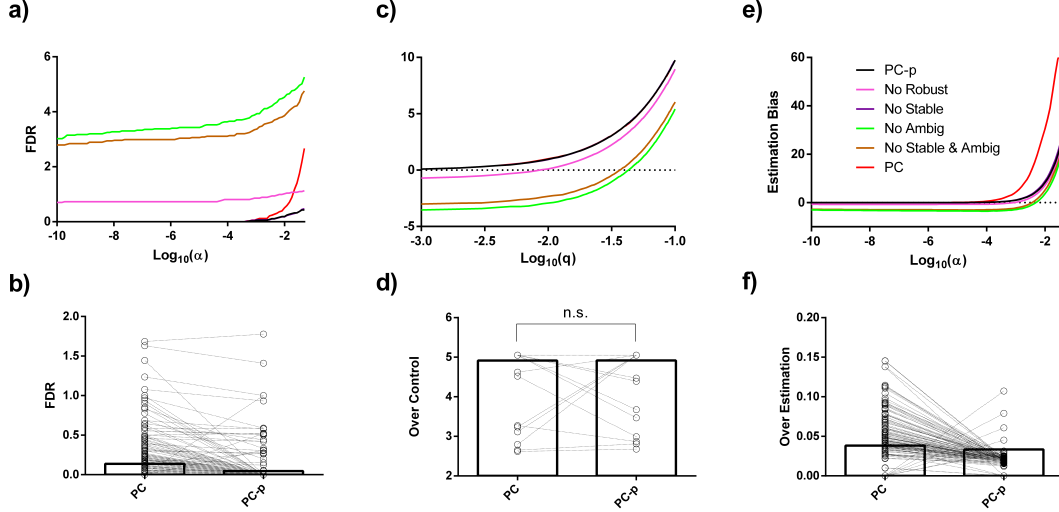 a)
c)
e)
6
4
2
0
FDR
-10
-8
-6
-4
-2
Log10(α)
10
5
0
-5
-3.0
-2.5
-2.0
-1.5
-1.0
Log10(q)
60
40
20
0
Estimation Bias
PC-p
No Robust
No Stable
No Ambig
No Stable & Ambig
PC
-10
-8
-6
-4
-2
Log10(α)
b)
d)
f)
2.0
1.5
1.0
0.5
0.0
FDR
PC
PC-p
n.s.
6
5
4
3
2
Over Control
PC
PC-p
0.20
0.15
0.10
0.05
0.00
Over Estimation
PC
PC-p